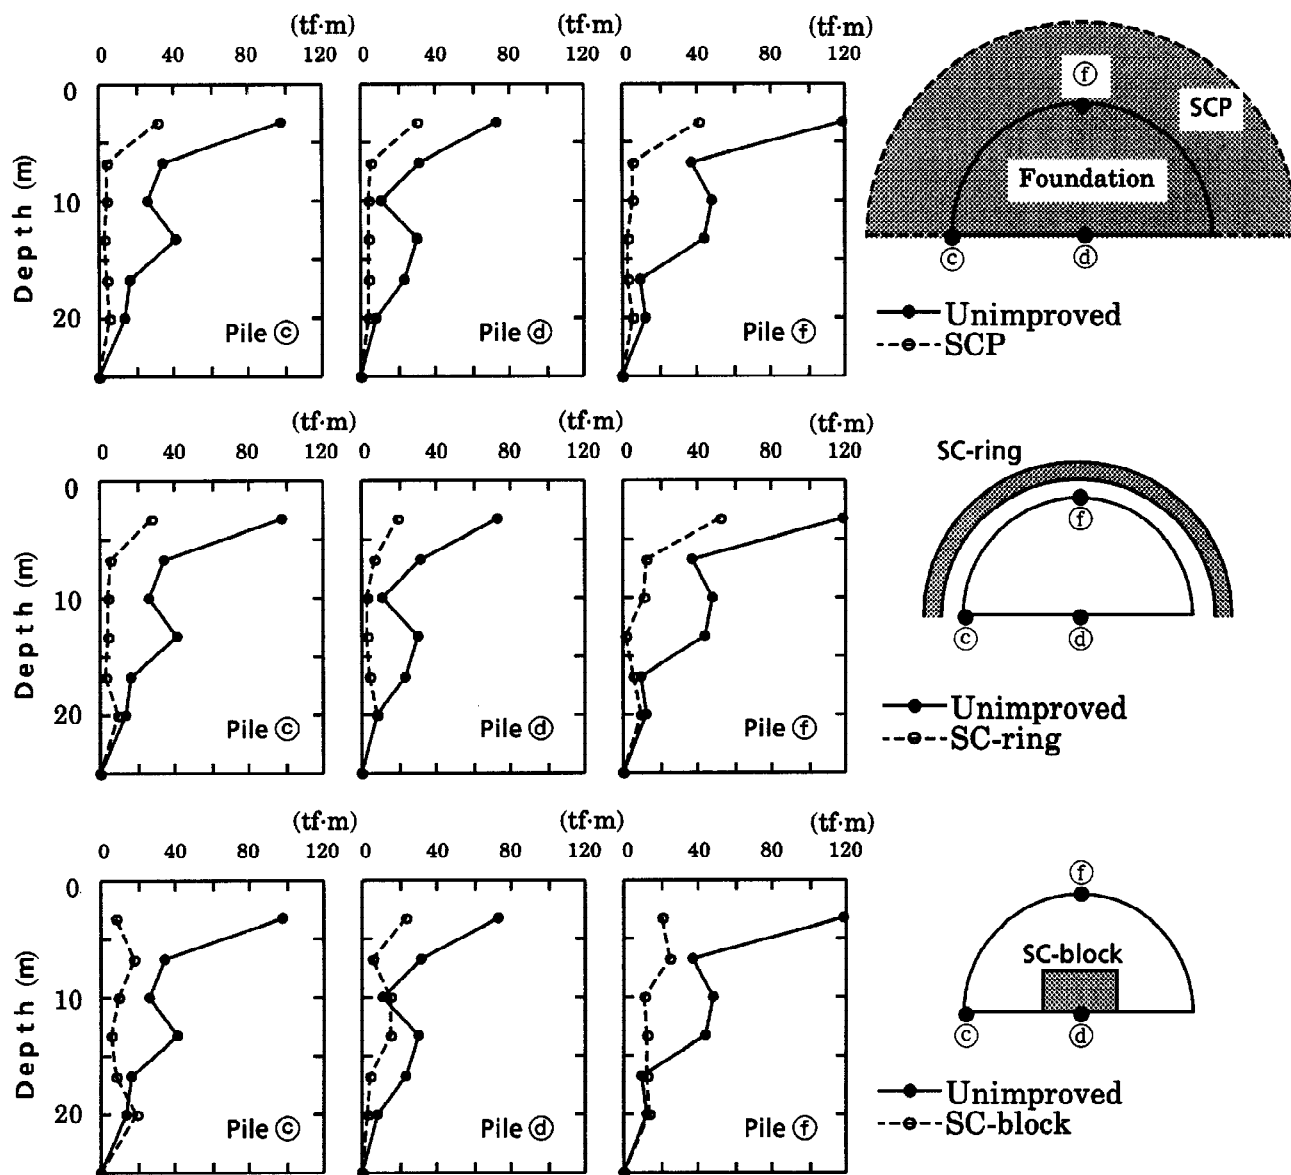 (tf·m) (tf·m) (tf·m)
0 40 80 120 0 40 80 120 0 40 80 120
0
10
20
Depth (m)
Pile ⓒ Pile ⓓ Pile ⓕ
ⓕ
SCP
Foundation
ⓒ ⓓ
Unimproved
SCP
(tf·m) (tf·m) (tf·m)
0 40 80 120 0 40 80 120 0 40 80 120
0
10
20
Depth (m)
Pile ⓒ Pile ⓓ Pile ⓕ
SC-ring
ⓕ
ⓒ ⓓ
Unimproved
SC-ring
(tf·m) (tf·m) (tf·m)
0 40 80 120 0 40 80 120 0 40 80 120
0
10
20
Depth (m)
Pile ⓒ Pile ⓓ Pile ⓕ
ⓕ
SC-block
ⓒ ⓓ
Unimproved
SC-block